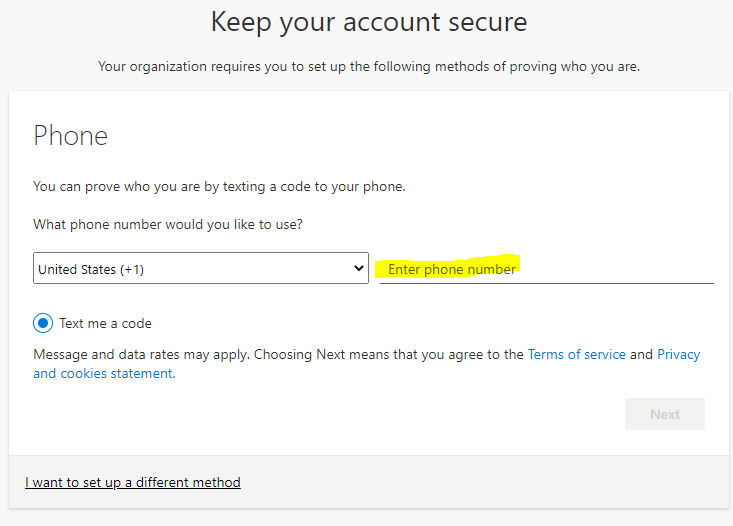 Keep your account secure
Your organization requires you to set up the following methods of proving who you are.
Phone
You can prove who you are by texting a code to your phone.
What phone number would you like to use?
United States (+1)
Enter phone number
Text me a code
Message and data rates may apply. Choosing Next means that you agree to the Terms of service and Privacy
and cookies statement.
Next
I want to set up a different method